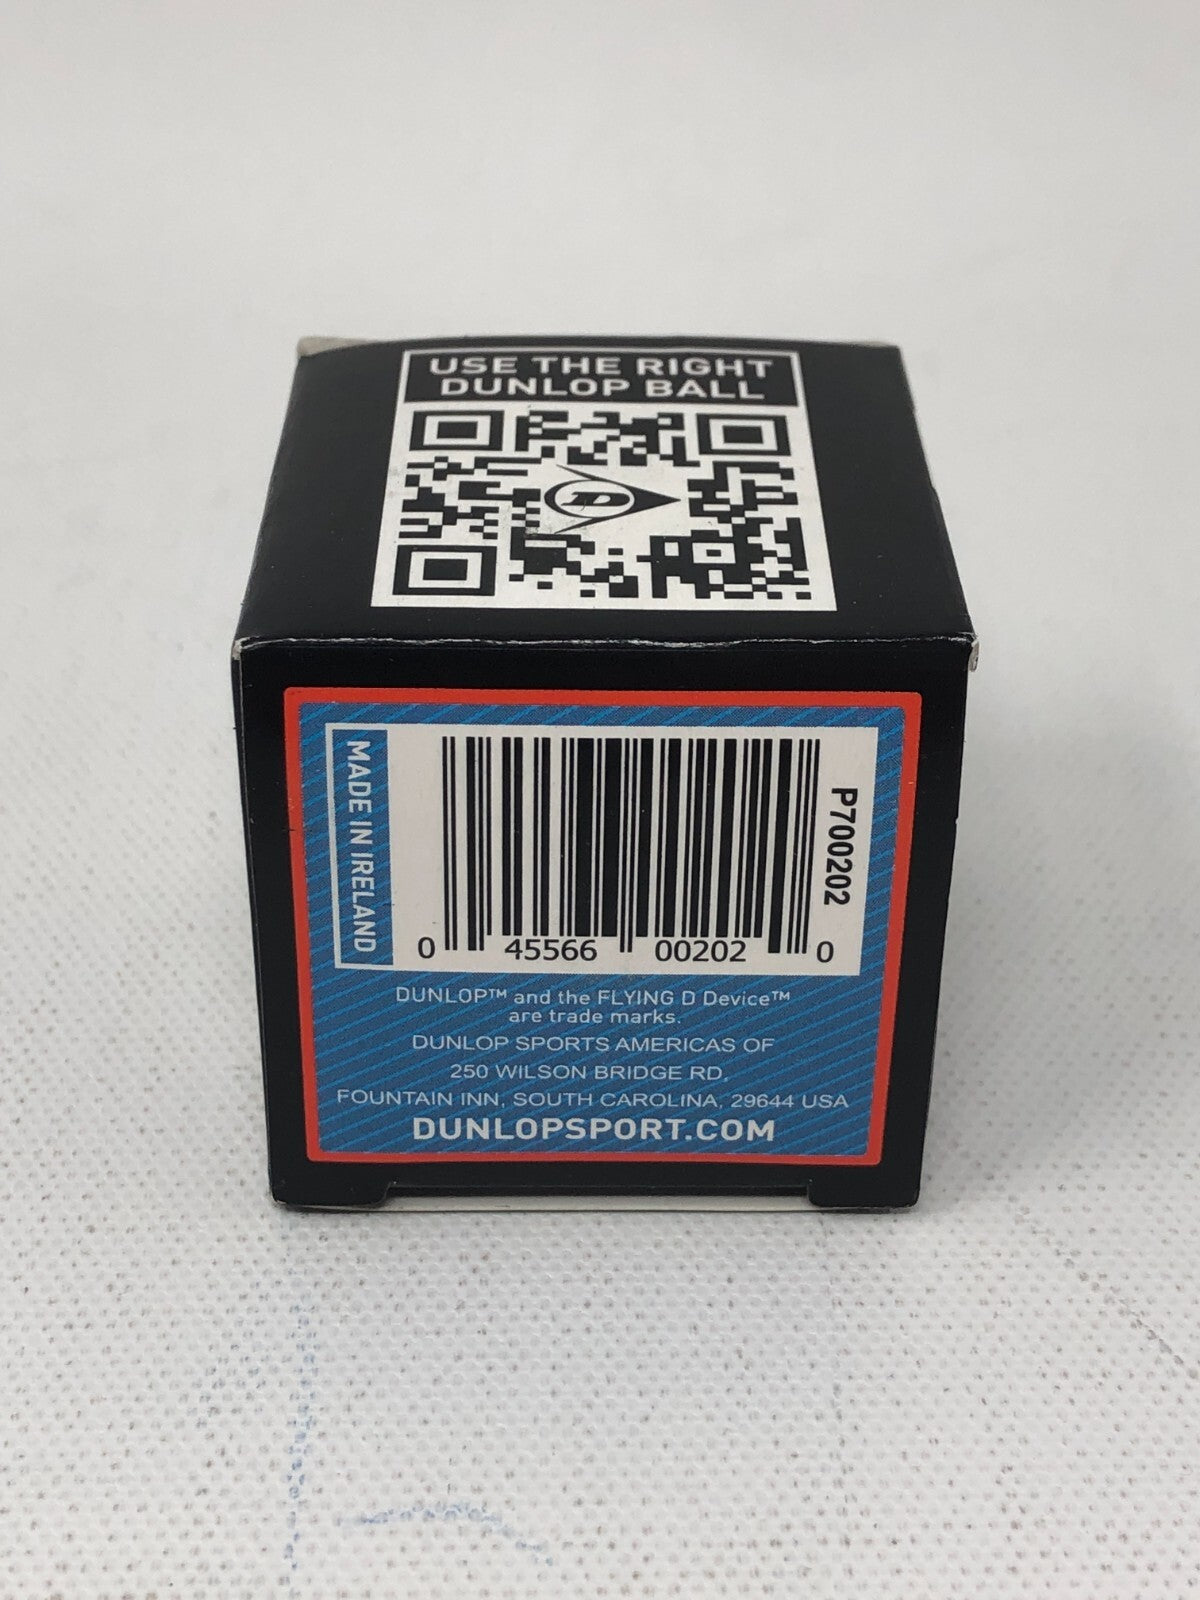 USE THE RIGHT
DUNLOP BALL
D
MADE IN IRELAND
P700202
0 45566 00202 0
DUNLOP™ and the FLYING D Device™
are trade marks.
DUNLOP SPORTS AMERICAS OF
250 WILSON BRIDGE RD,
FOUNTAIN INN, SOUTH CAROLINA, 29644 USA
DUNLOPSPORT.COM